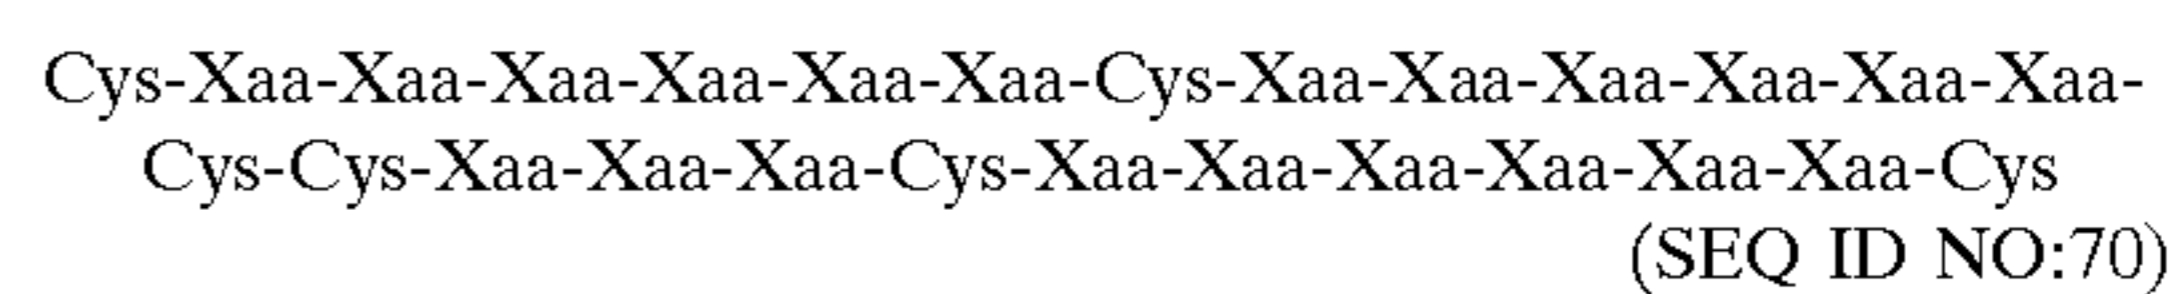 Cys-Xaa-Xaa-Xaa-Xaa-Xaa-Xaa-Cys-Xaa-Xaa-Xaa-Xaa-Xaa-Xaa-
Cys-Cys-Xaa-Xaa-Xaa-Cys-Xaa-Xaa-Xaa-Xaa-Xaa-Xaa-Cys
(SEQ ID NO:70)